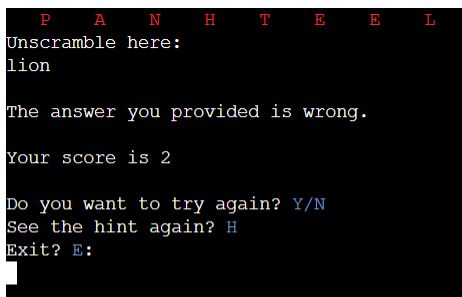 P A N H T E E L
Unscramble here:
lion
The answer you provided is wrong.
Your score is 2
Do you want to try again? Y/N
See the hint again? H
Exit? E: